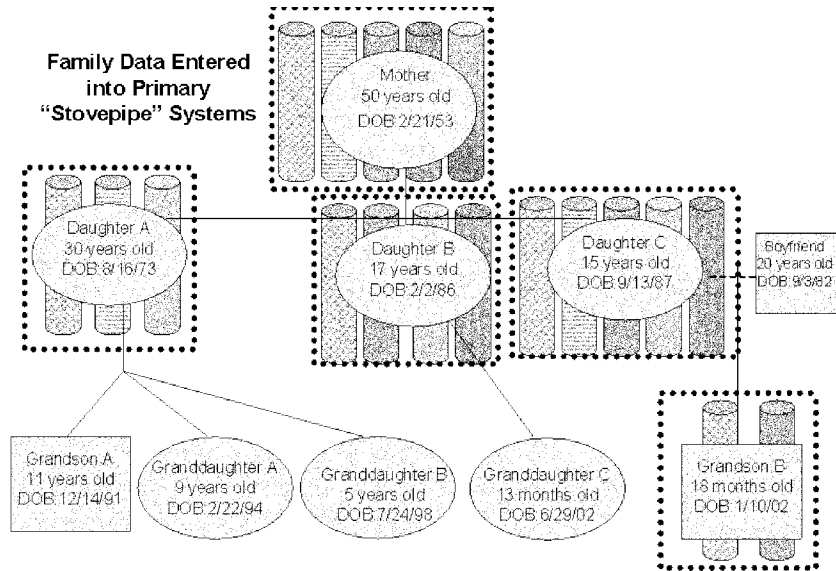 Family Data Entered
into Primary
“Stovepipe” Systems
Mother
50 years old
DOB:2/21/53
Daughter A
30 years old
DOB:8/16/73
Daughter B
17 years old
DOB:2/2/86
Daughter C
15 years old
DOB:9/13/87
Boyfriend
20 years old
DOB:9/3/82
Grandson A
11 years old
DOB:12/14/91
Granddaughter A
9 years old
DOB:2/22/94
Granddaughter B
5 years old
DOB:7/24/98
Granddaughter C
13 months old
DOB:6/29/02
Grandson B
18 months old
DOB:1/10/02